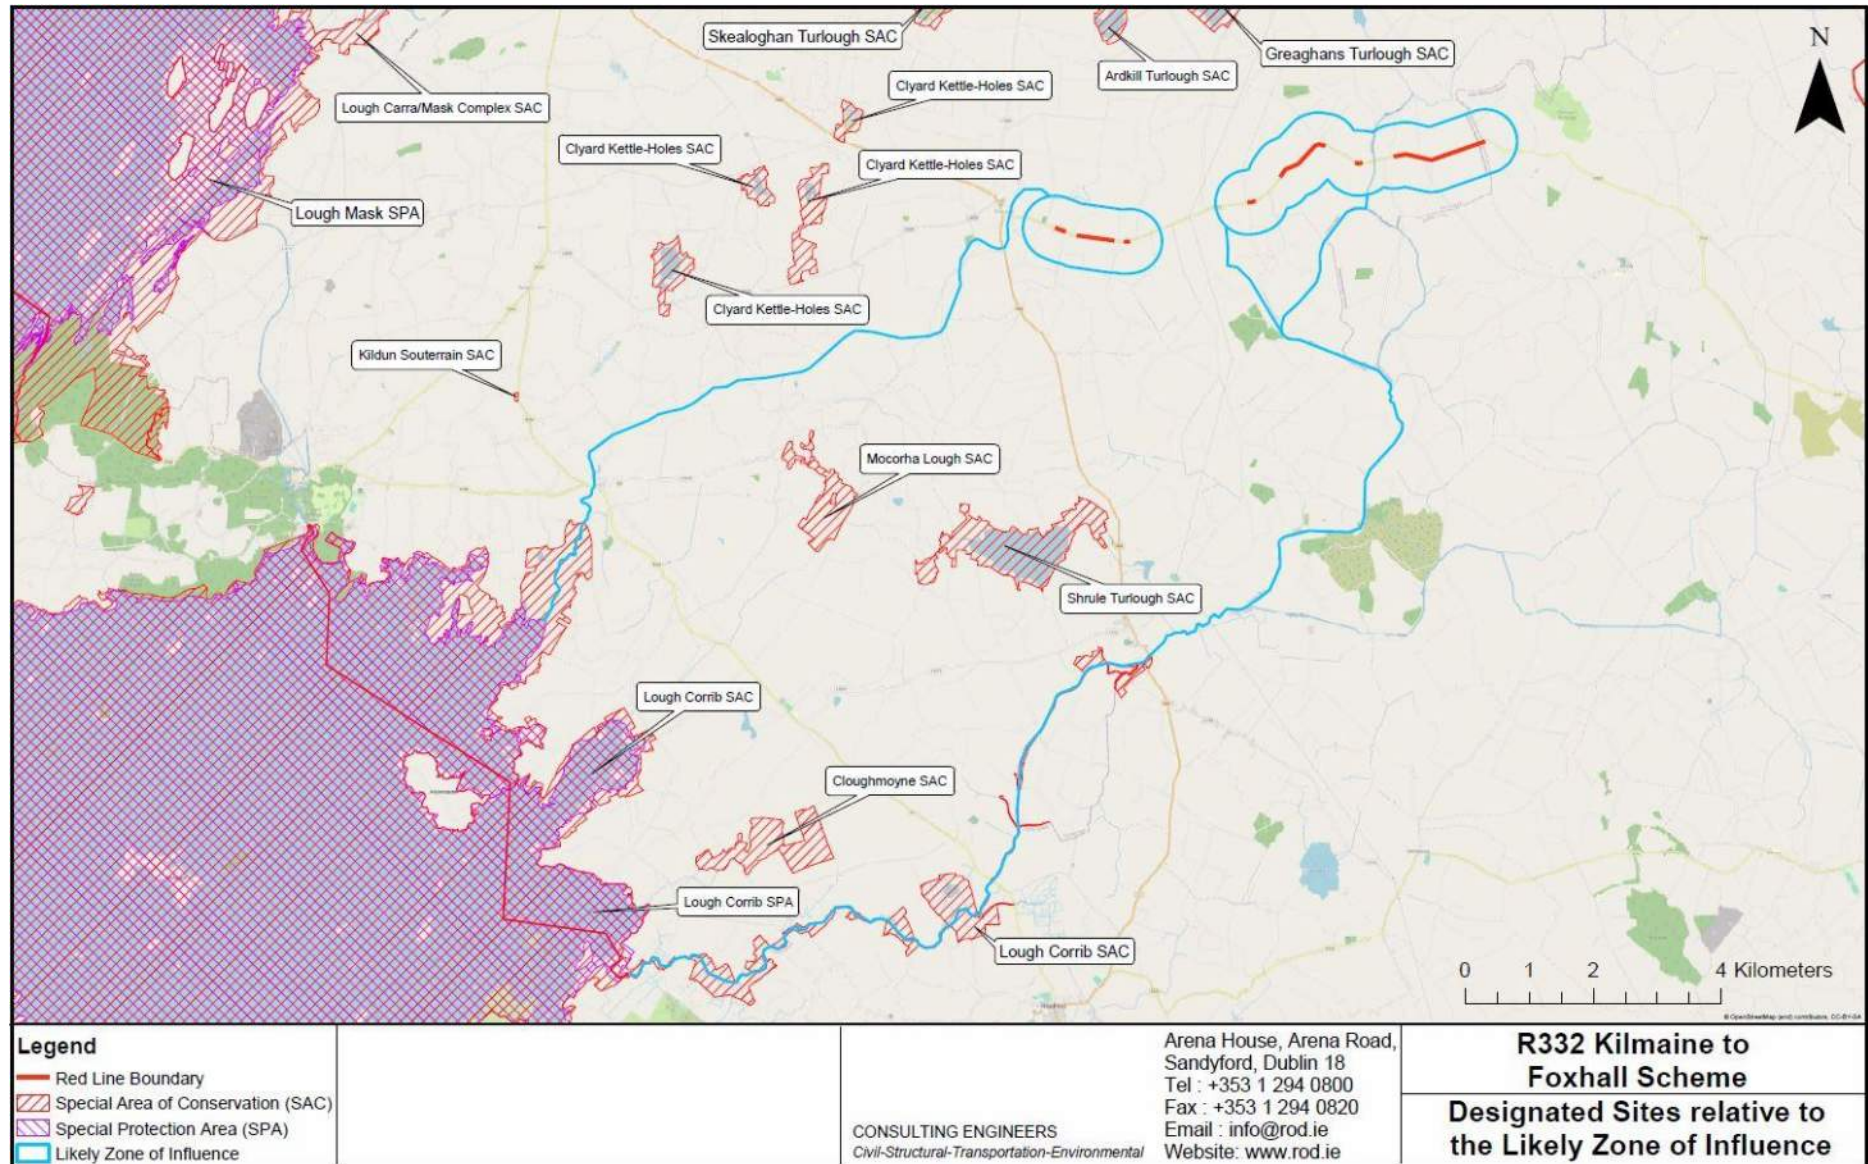 Skealoghan Turlough SAC
Greaghans Turlough SAC
N
Ardkill Turlough SAC
Clyard Kettle-Holes SAC
Lough Carra/Mask Complex SAC
Clyard Kettle-Holes SAC
Clyard Kettle-Holes SAC
Lough Mask SPA
Clyard Kettle-Holes SAC
Kildun Souterrain SAC
Mocorha Lough SAC
Shrule Turlough SAC
Lough Corrib SAC
Cloughmoyne SAC
Lough Corrib SPA
Lough Corrib SAC
0 1 2 4 Kilometers
© OpenStreetMap (and) contributors, CC-BY-SA
Legend
Red Line Boundary
Special Area of Conservation (SAC)
Special Protection Area (SPA)
Likely Zone of Influence
CONSULTING ENGINEERS
Civil-Structural-Transportation-Environmental
Arena House, Arena Road,
Sandyford, Dublin 18
Tel : +353 1 294 0800
Fax : +353 1 294 0820
Email : info@rod.ie
Website: www.rod.ie
R332 Kilmaine to
Foxhall Scheme
Designated Sites relative to
the Likely Zone of Influence